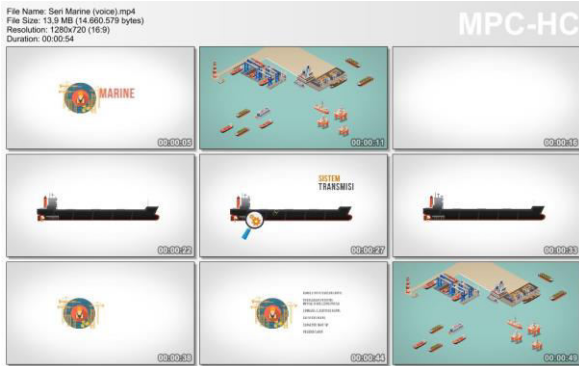 File Name: Seri Marine (voice).mp4
File Size: 13,9 MB (14.660.579 bytes)
Resolution: 1280x720 (16:9)
Duration: 00:00:54
MPC-HC
MARINE
00:00:05
00:00:11
00:00:16
00:00:22
SISTEM
TRANSMISI
00:00:27
00:00:33
00:00:38
00:00:44
00:00:49